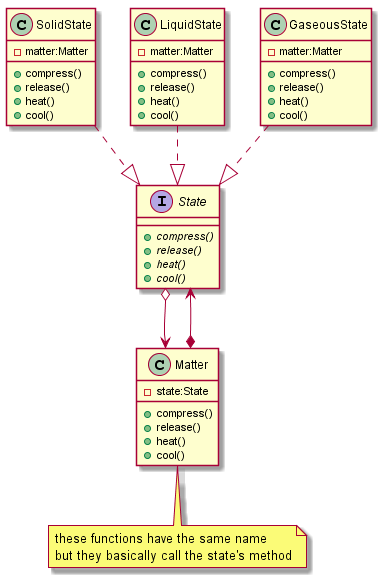 C SolidState
matter:Matter
compress()
release()
heat()
cool()
C LiquidState
matter:Matter
compress()
release()
heat()
cool()
C GaseousState
matter:Matter
compress()
release()
heat()
cool()
I State
compress()
release()
heat()
cool()
C Matter
state:State
compress()
release()
heat()
cool()
these functions have the same name
but they basically call the state's method